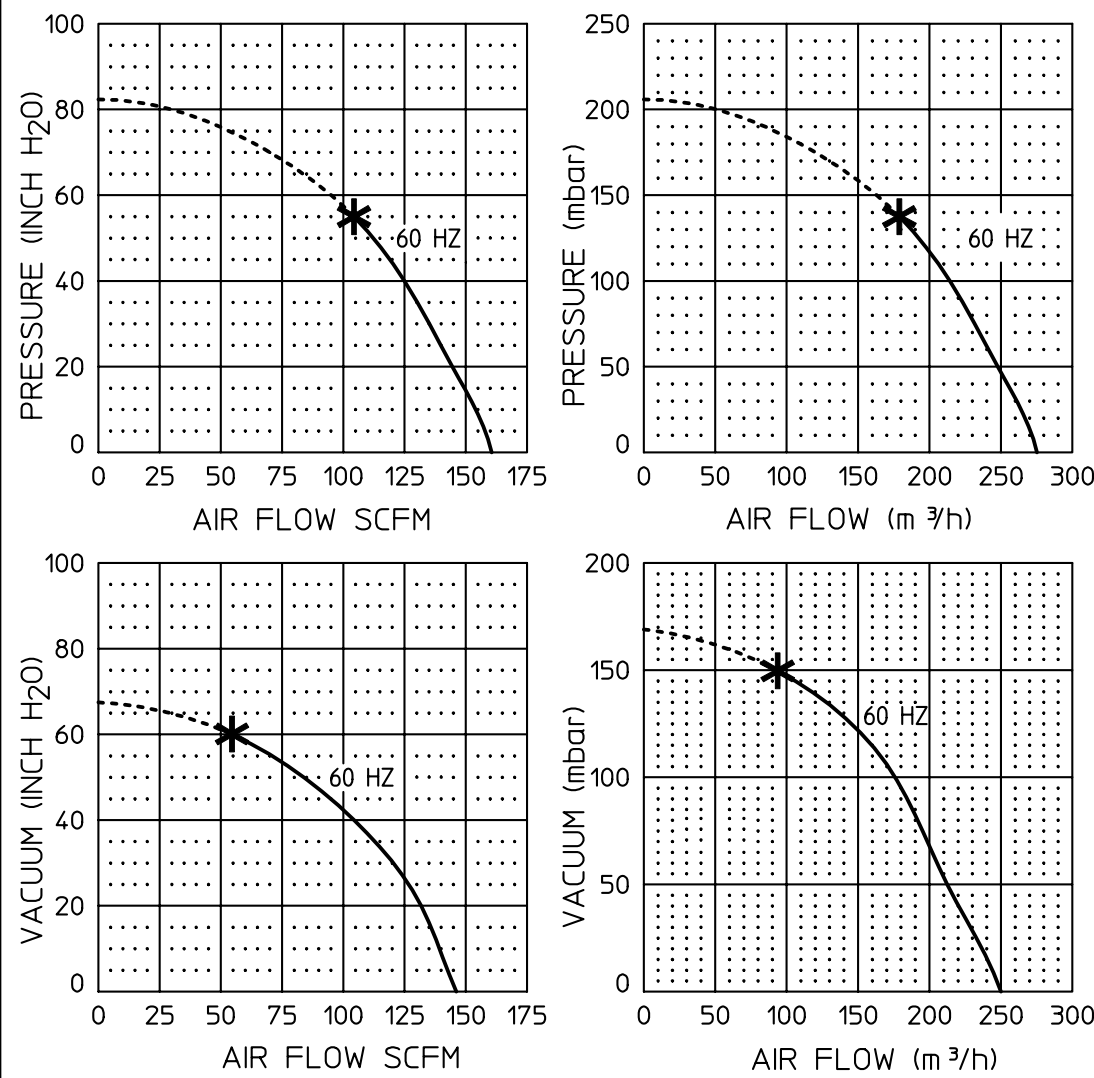 100
80
60
40
20
0
PRESSURE (INCH H2O)
60 HZ
0 25 50 75 100 125 150 175
AIR FLOW SCFM
250
200
150
100
50
0
PRESSURE (mbar)
60 HZ
0 50 100 150 200 250 300
AIR FLOW (m³/h)
100
80
60
40
20
0
VACUUM (INCH H2O)
60 HZ
0 25 50 75 100 125 150 175
AIR FLOW SCFM
200
150
100
50
0
VACUUM (mbar)
60 HZ
0 50 100 150 200 250 300
AIR FLOW (m³/h)